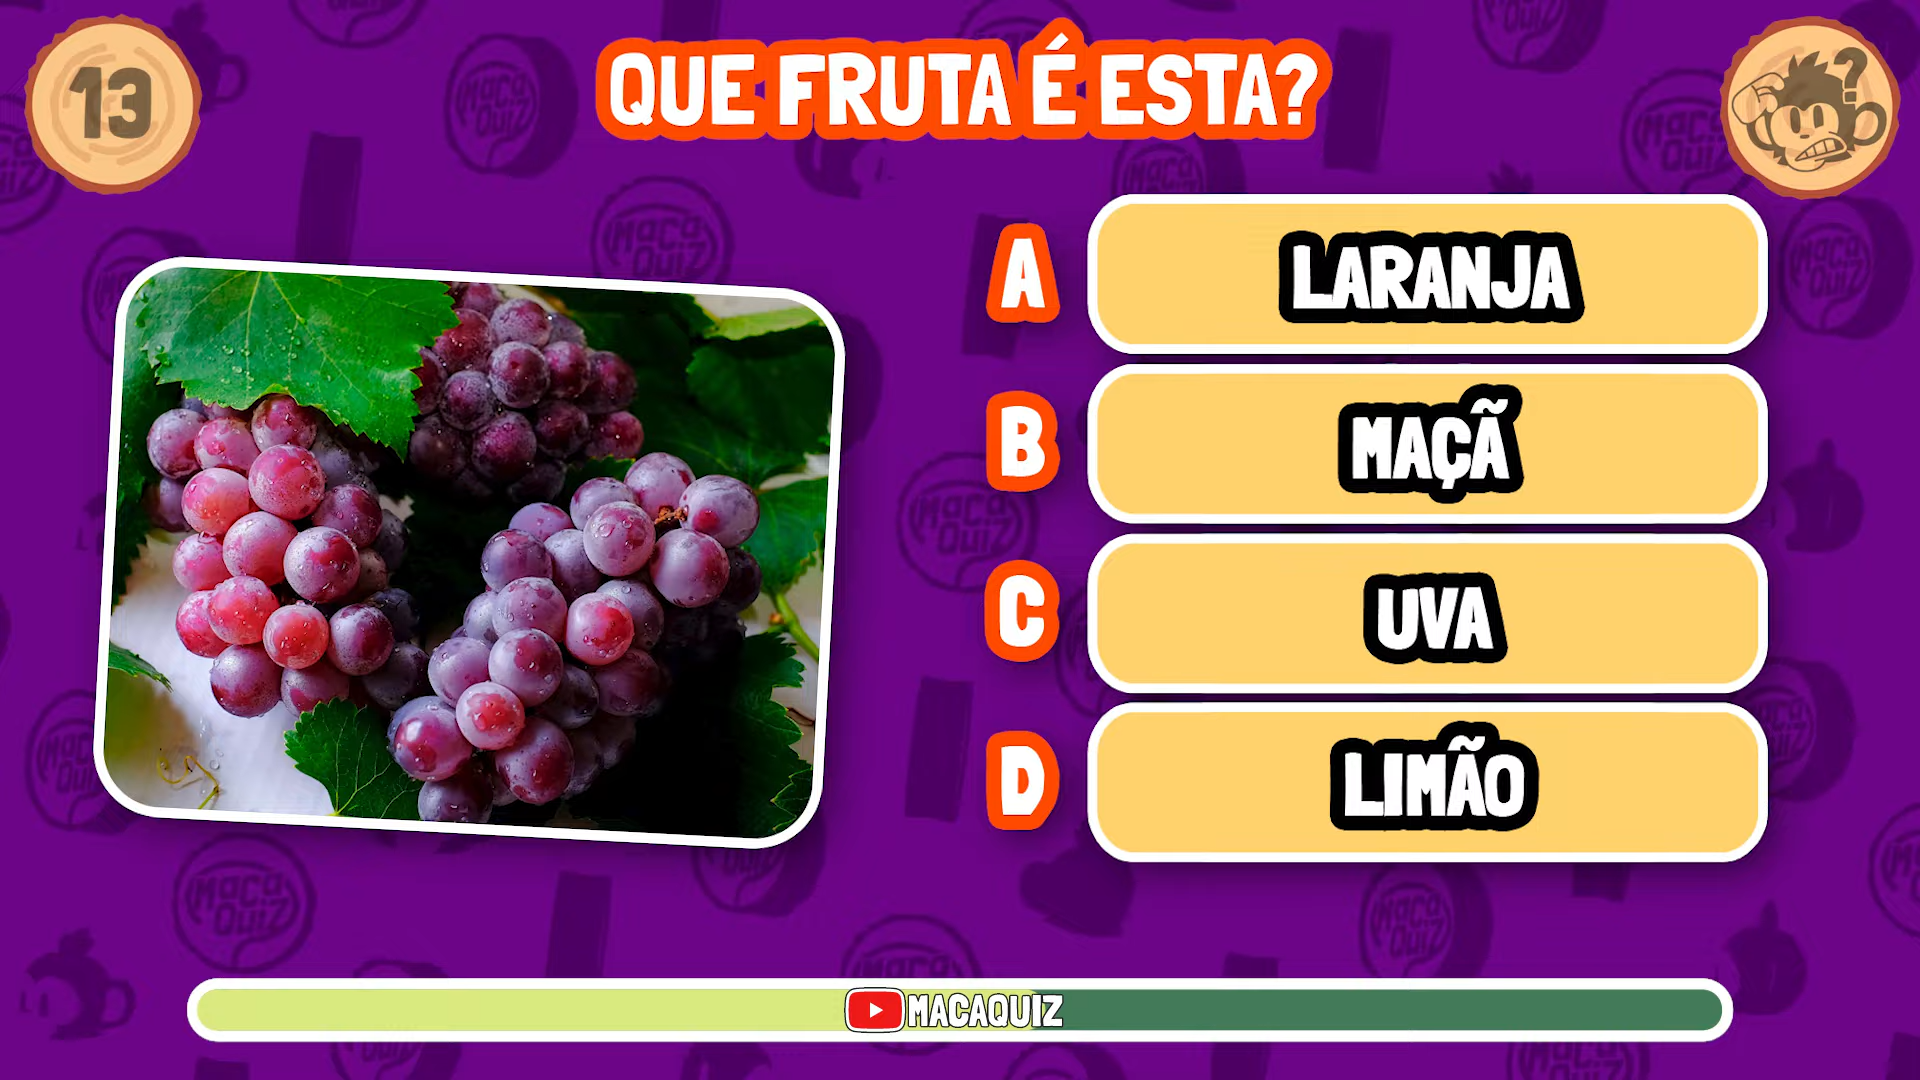 13
QUE FRUTA É ESTA?
?
A LARANJA
B MAÇÃ
C UVA
D LIMÃO
MACAQUIZ